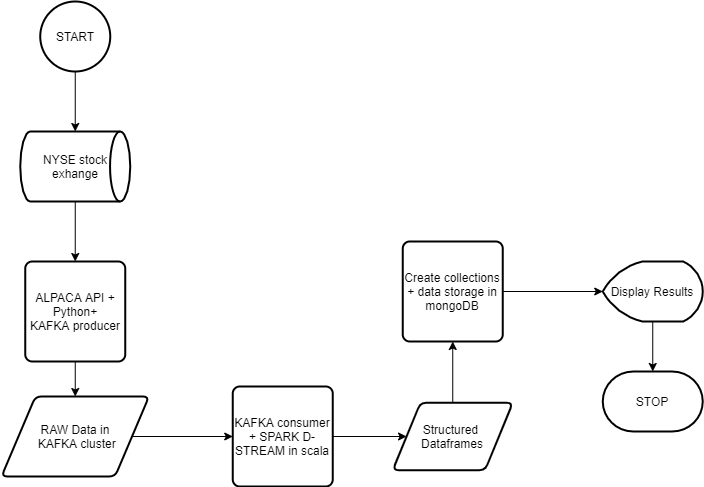 START
NYSE stock
exhange
ALPACA API +
Python+
KAFKA producer
RAW Data in
KAFKA cluster
KAFKA consumer
+ SPARK D-
STREAM in scala
Structured
Dataframes
Create collections
+ data storage in
mongoDB
Display Results
STOP